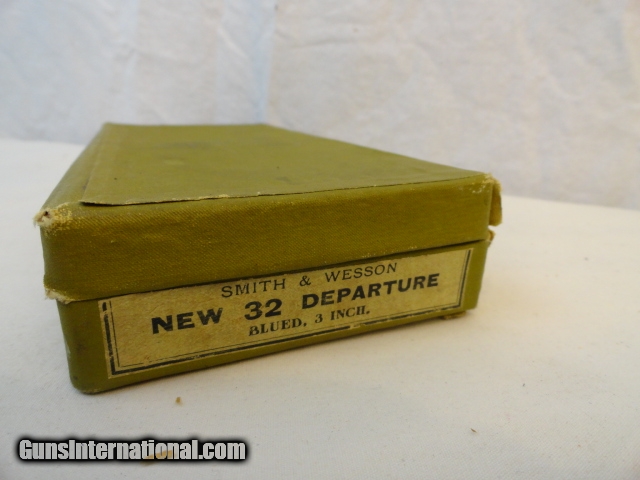 SMITH & WESSON
NEW 32 DEPARTURE
BLUED, 3 INCH.
GunsInternational.com